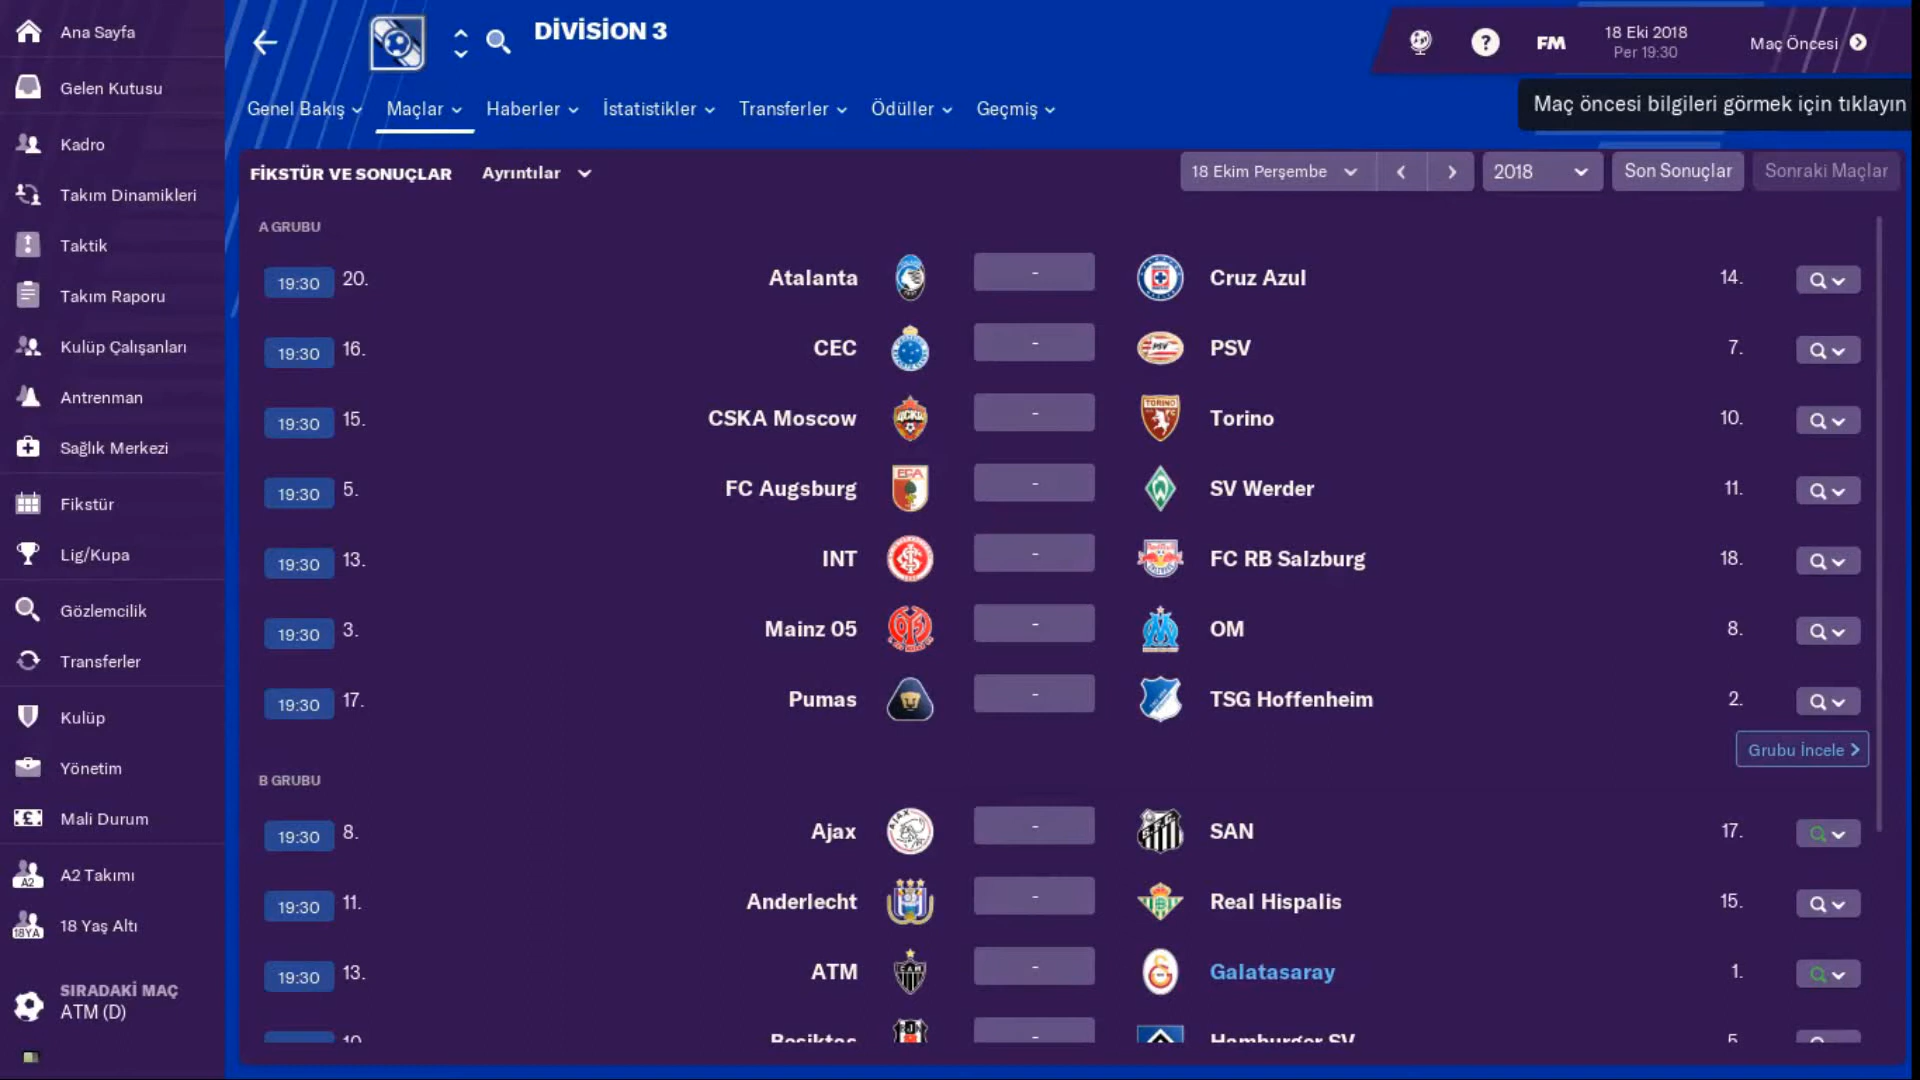 Ana Sayfa
Gelen Kutusu
Kadro
Takım Dinamikleri
Taktik
Takım Raporu
Kulüp Çalışanları
Antrenman
Sağlık Merkezi
Fikstür
Lig/Kupa
Gözlemcilik
Transferler
Kulüp
Yönetim
Mali Durum
A2 Takımı
A2
18 Yaş Altı
18YA
SIRADAKİ MAÇ
ATM (D)
DİVİSİON 3
? FM
18 Eki 2018
Per 19:30
Maç Öncesi
Maç öncesi bilgileri görmek için tıklayın
Genel Bakış Maçlar Haberler İstatistikler Transferler Ödüller Geçmiş
FİKSTÜR VE SONUÇLAR Ayrıntılar 18 Ekim Perşembe 2018 Son Sonuçlar Sonraki Maçlar
A GRUBU
19:30 20. Atalanta - Cruz Azul 14.
19:30 16. CEC - PSV 7.
19:30 15. CSKA Moscow - Torino 10.
19:30 5. FC Augsburg - SV Werder 11.
19:30 13. INT - FC RB Salzburg 18.
19:30 3. Mainz 05 - OM 8.
19:30 17. Pumas - TSG Hoffenheim 2.
Grubu İncele
B GRUBU
19:30 8. Ajax - SAN 17.
19:30 11. Anderlecht - Real Hispalis 15.
19:30 13. ATM - Galatasaray 1.
Beşiktaş - Hamburger SV